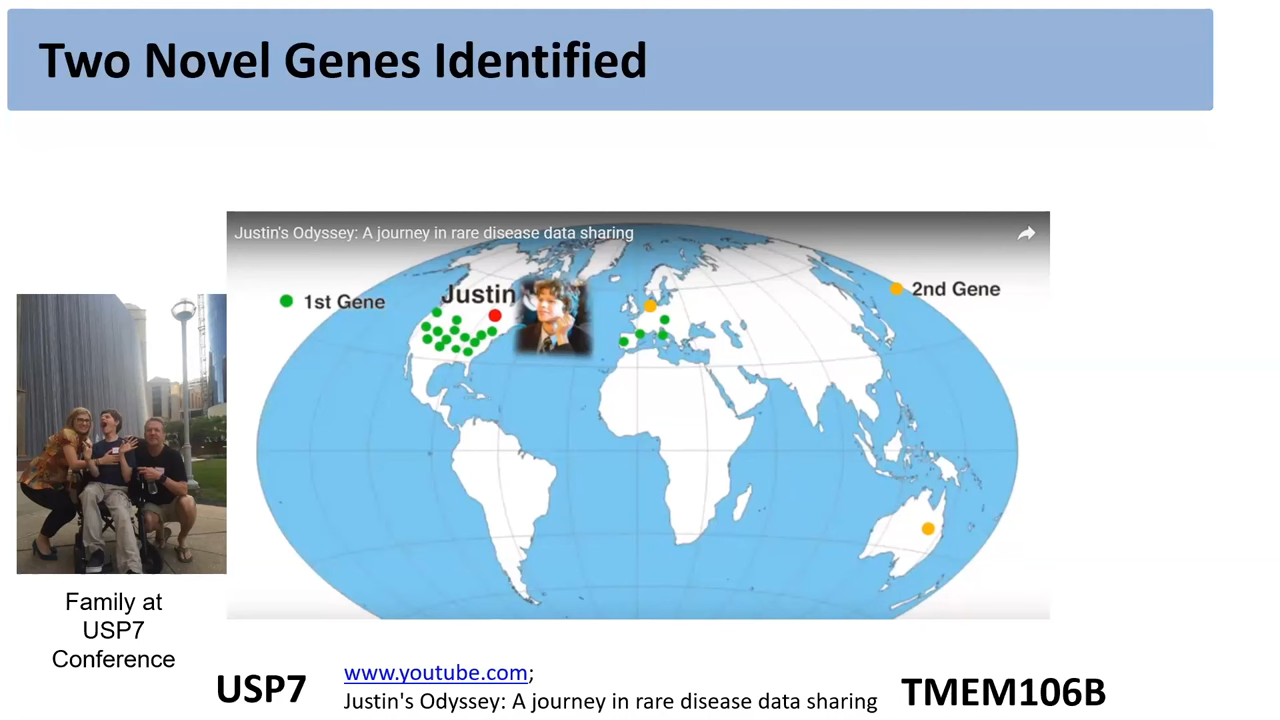 Two Novel Genes Identified
Justin's Odyssey: A journey in rare disease data sharing
1st Gene
Justin
2nd Gene
Family at
USP7
Conference
USP7
www.youtube.com;
Justin's Odyssey: A journey in rare disease data sharing
TMEM106B